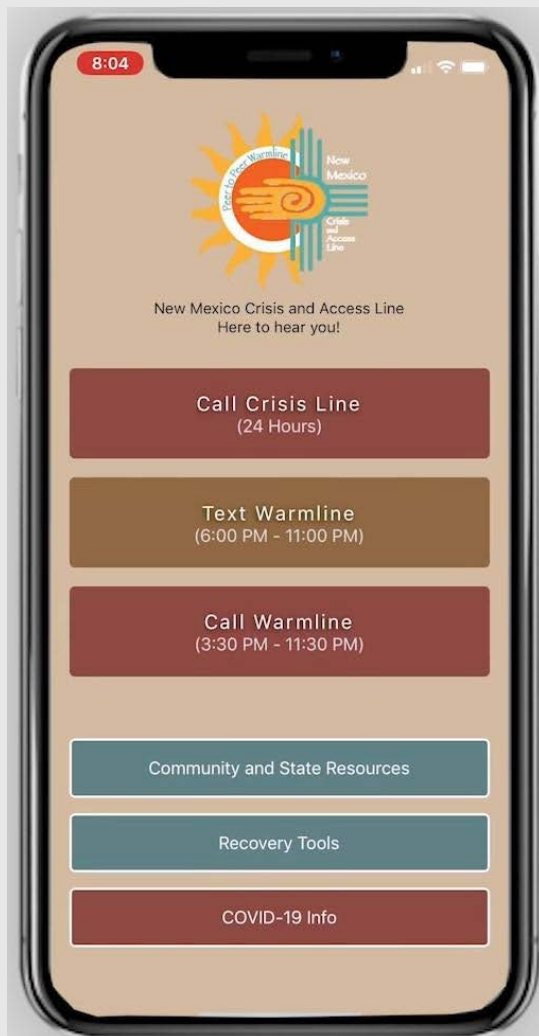 8:04
Peer to Peer Warmline
New
Mexico
Crisis
and
Access
Line
New Mexico Crisis and Access Line
Here to hear you!
Call Crisis Line
(24 Hours)
Text Warmline
(6:00 PM - 11:00 PM)
Call Warmline
(3:30 PM - 11:30 PM)
Community and State Resources
Recovery Tools
COVID-19 Info